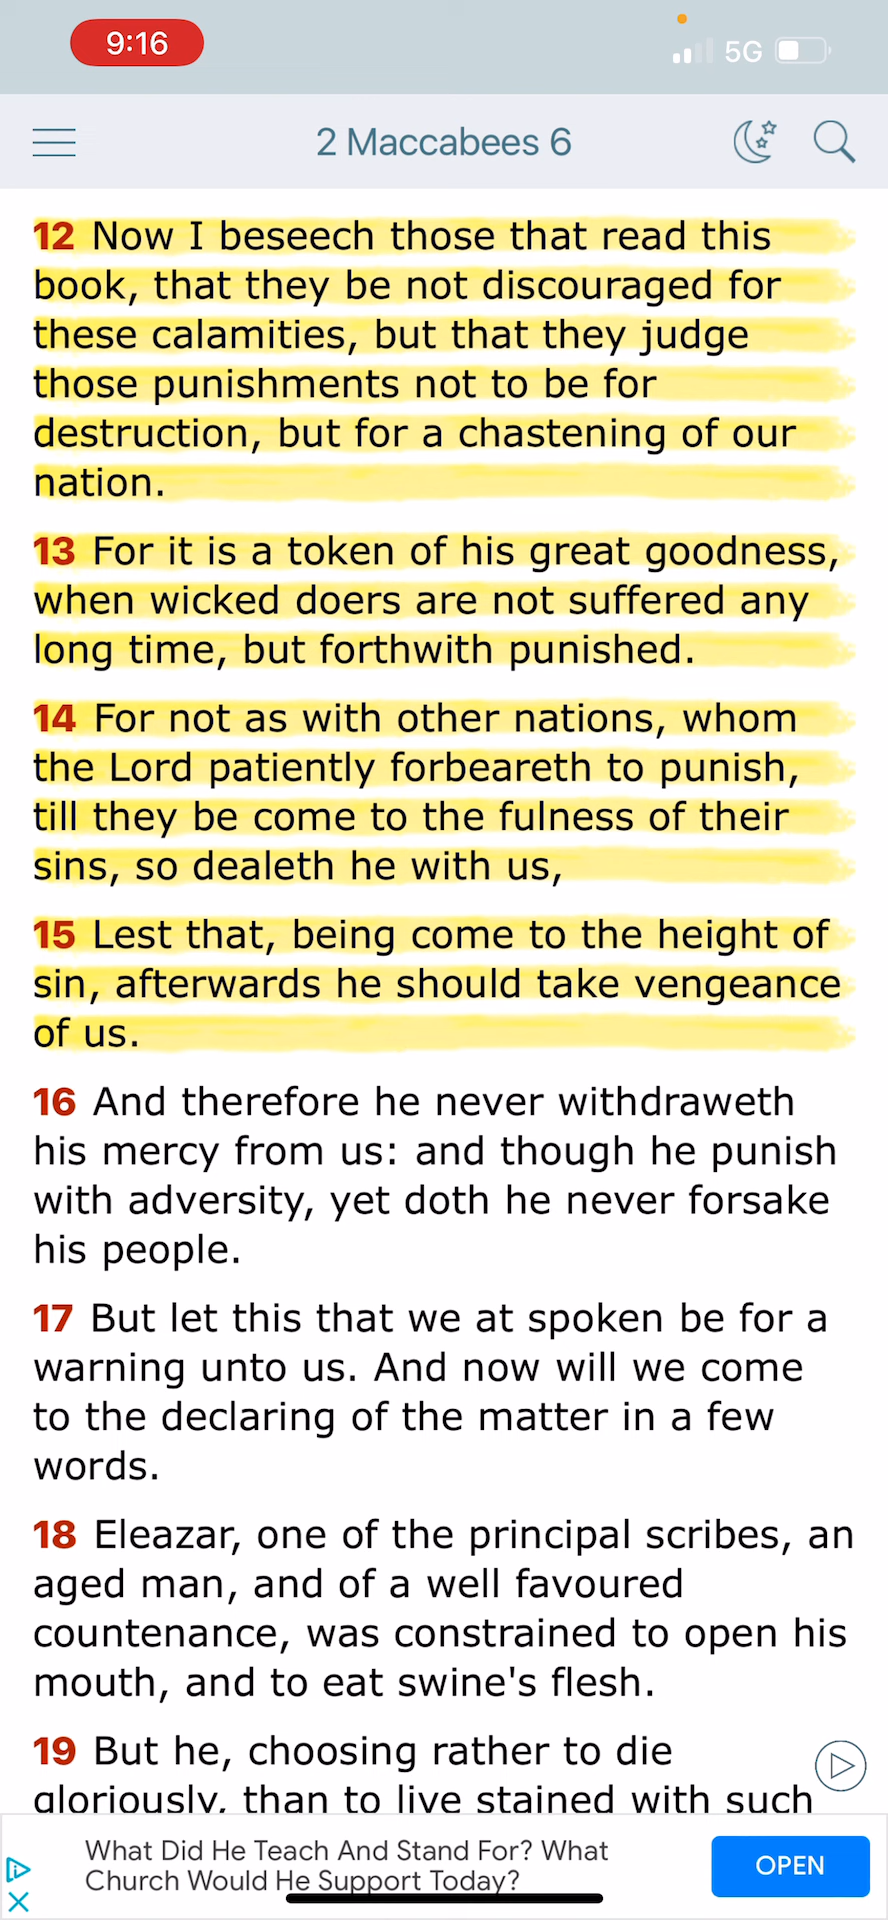 9:16
5G
2 Maccabees 6
12 Now I beseech those that read this
book, that they be not discouraged for
these calamities, but that they judge
those punishments not to be for
destruction, but for a chastening of our
nation.
13 For it is a token of his great goodness,
when wicked doers are not suffered any
long time, but forthwith punished.
14 For not as with other nations, whom
the Lord patiently forbeareth to punish,
till they be come to the fulness of their
sins, so dealeth he with us,
15 Lest that, being come to the height of
sin, afterwards he should take vengeance
of us.
16 And therefore he never withdraweth
his mercy from us: and though he punish
with adversity, yet doth he never forsake
his people.
17 But let this that we at spoken be for a
warning unto us. And now will we come
to the declaring of the matter in a few
words.
18 Eleazar, one of the principal scribes, an
aged man, and of a well favoured
countenance, was constrained to open his
mouth, and to eat swine's flesh.
19 But he, choosing rather to die
gloriously, than to live stained with such
What Did He Teach And Stand For? What
Church Would He Support Today?
OPEN